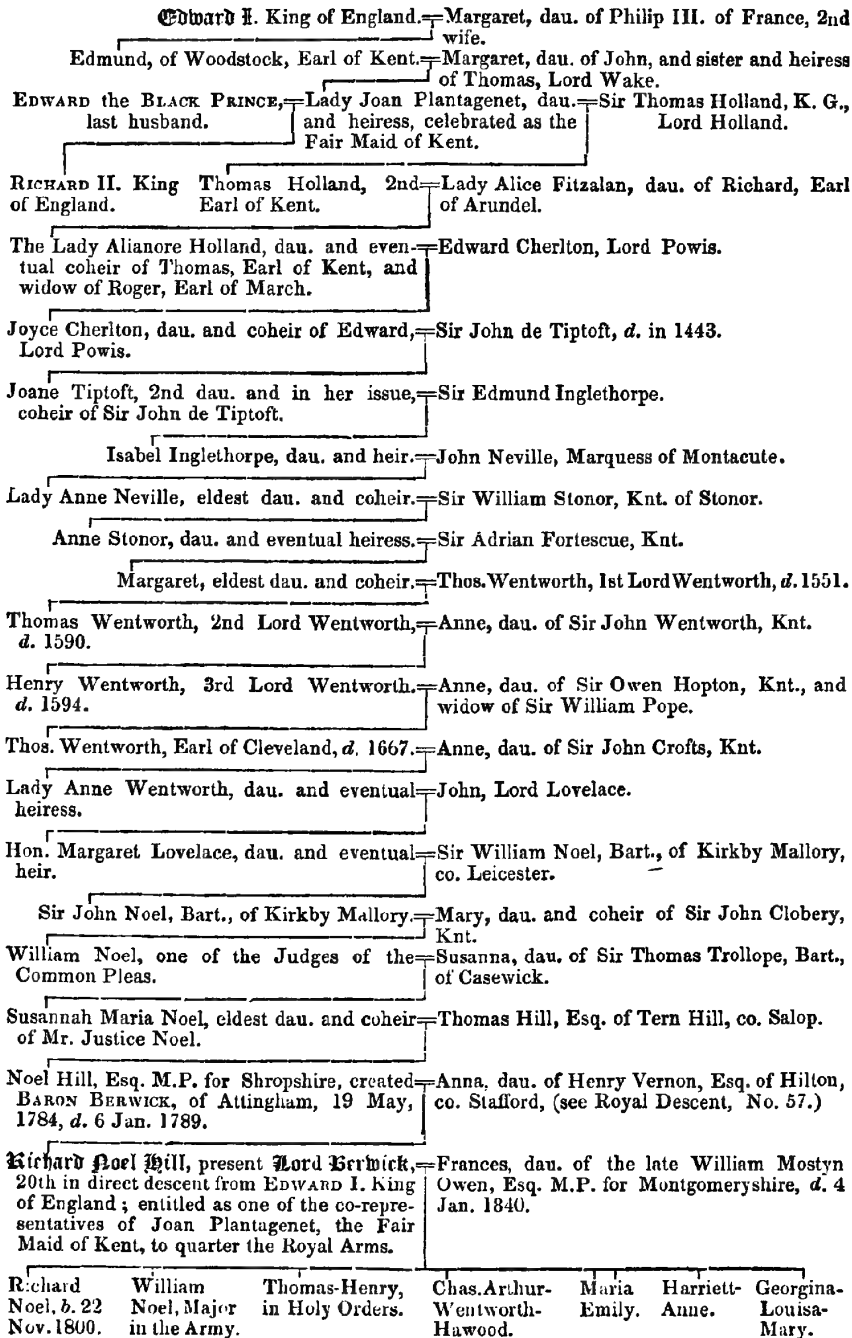 Edward I. King of England.=Margaret, dau. of Philip III. of France, 2nd
wife.
Edmund, of Woodstock, Earl of Kent.=Margaret, dau. of John, and sister and heiress
of Thomas, Lord Wake.
EDWARD the BLACK PRINCE,=Lady Joan Plantagenet, dau.=Sir Thomas Holland, K. G.,
last husband. and heiress, celebrated as the Lord Holland.
Fair Maid of Kent.
RICHARD II. King Thomas Holland, 2nd=Lady Alice Fitzalan, dau. of Richard, Earl
of England. Earl of Kent. of Arundel.
The Lady Alianore Holland, dau. and even-=Edward Cherlton, Lord Powis.
tual coheir of Thomas, Earl of Kent, and
widow of Roger, Earl of March.
Joyce Cherlton, dau. and coheir of Edward,=Sir John de Tiptoft, d. in 1443.
Lord Powis.
Joane Tiptoft, 2nd dau. and in her issue,=Sir Edmund Inglethorpe.
coheir of Sir John de Tiptoft.
Isabel Inglethorpe, dau. and heir.=John Neville, Marquess of Montacute.
Lady Anne Neville, eldest dau. and coheir.=Sir William Stonor, Knt. of Stonor.
Anne Stonor, dau. and eventual heiress.=Sir Adrian Fortescue, Knt.
Margaret, eldest dau. and coheir.=Thos. Wentworth, 1st Lord Wentworth, d. 1551.
Thomas Wentworth, 2nd Lord Wentworth,=Anne, dau. of Sir John Wentworth, Knt.
d. 1590.
Henry Wentworth, 3rd Lord Wentworth.=Anne, dau. of Sir Owen Hopton, Knt., and
d. 1594. widow of Sir William Pope.
Thos. Wentworth, Earl of Cleveland, d. 1667.=Anne, dau. of Sir John Crofts, Knt.
Lady Anne Wentworth, dau. and eventual=John, Lord Lovelace.
heiress.
Hon. Margaret Lovelace, dau. and eventual=Sir William Noel, Bart., of Kirkby Mallory,
heir. co. Leicester.
Sir John Noel, Bart., of Kirkby Mallory.=Mary, dau. and coheir of Sir John Clobery,
Knt.
William Noel, one of the Judges of the=Susanna, dau. of Sir Thomas Trollope, Bart.,
Common Pleas. of Casewick.
Susannah Maria Noel, eldest dau. and coheir=Thomas Hill, Esq. of Tern Hill, co. Salop.
of Mr. Justice Noel.
Noel Hill, Esq. M.P. for Shropshire, created=Anna, dau. of Henry Vernon, Esq. of Hilton,
BARON BERWICK, of Attingham, 19 May, co. Stafford, (see Royal Descent, No. 57.)
1784, d. 6 Jan. 1789.
Richard Noel Hill, present Lord Berwick,=Frances, dau. of the late William Mostyn
20th in direct descent from EDWARD I. King Owen, Esq. M.P. for Montgomeryshire, d. 4
of England; entitled as one of the co-repre- Jan. 1840.
sentatives of Joan Plantagenet, the Fair
Maid of Kent, to quarter the Royal Arms.
Richard William Thomas-Henry, Chas. Arthur- Maria Harriett- Georgina-
Noel, b. 22 Noel, Major in Holy Orders. Wentworth- Emily. Anne. Louisa-
Nov. 1800. in the Army. Hawood. Mary.